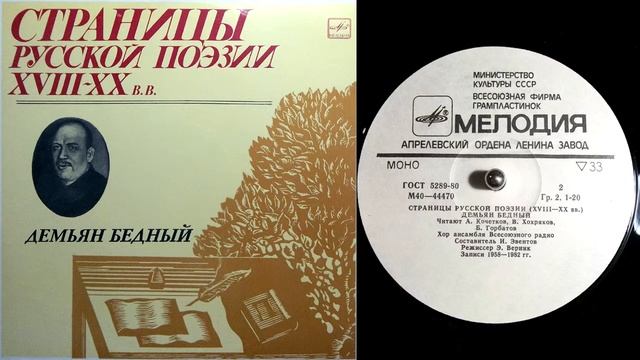 СТРАНИЦЫ
РУССКОЙ ПОЭЗИИ
XVIII-XX В.В.
ДЕМЬЯН БЕДНЫЙ
МИНИСТЕРСТВО
КУЛЬТУРЫ СССР
ВСЕСОЮЗНАЯ ФИРМА
ГРАМПЛАСТИНОК
МЕЛОДИЯ
АПРЕЛЕВСКИЙ ОРДЕНА ЛЕНИНА ЗАВОД
МОНО ▽33
ГОСТ 5289-80 2
М40—44470 Гр. 2. 1-20
СТРАНИЦЫ РУССКОЙ ПОЭЗИИ (XVIII—XX вв.)
ДЕМЬЯН БЕДНЫЙ
Читают А. Кочетков, В. Хохряков,
Б. Горбатов
Хор ансамбля Всесоюзного радио
Составитель И. Эвентов
Режиссер Э. Верник
Записи 1958—1982 гг.